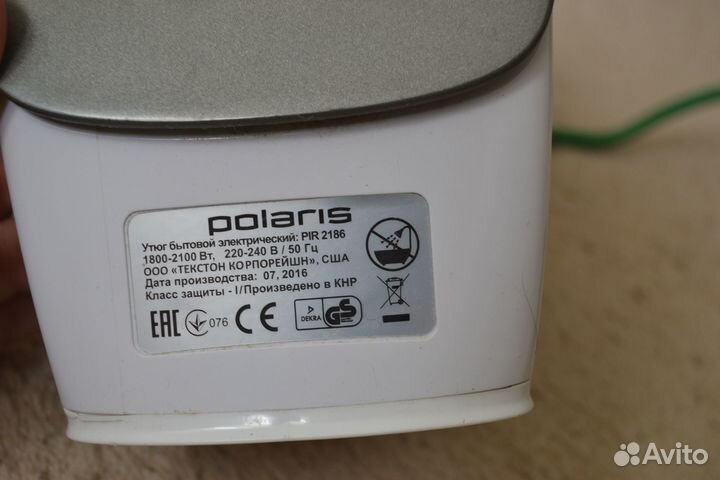 polaris
Утюг бытовой электрический: PIR 2186
1800-2100 Вт, 220-240 В / 50 Гц
ООО «ТЕКСТОН КОРПОРЕЙШН», США
Дата производства: 07, 2016
Класс защиты - I/Произведено в КНР
EAC 076 CE DEKRA GS
Avito